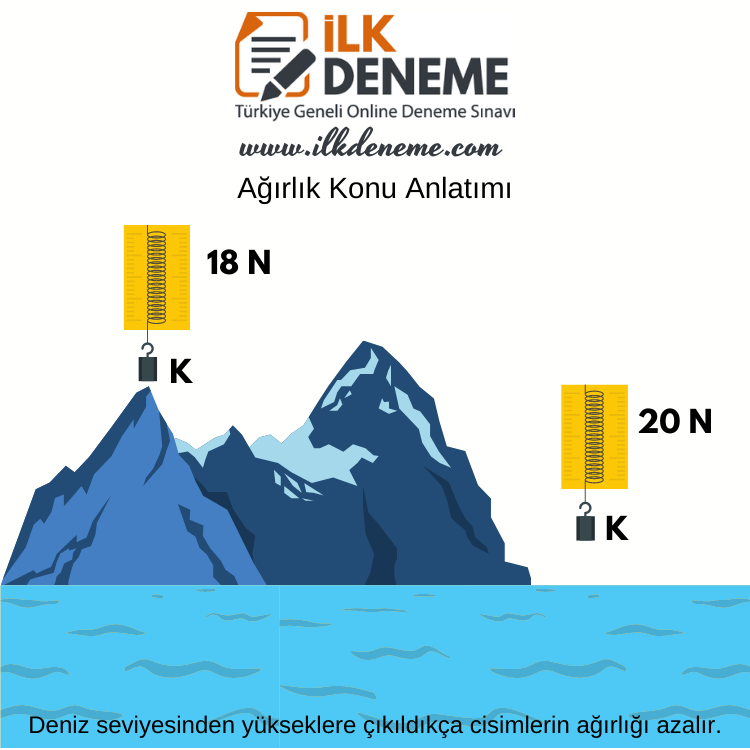 İLK
DENEME
Türkiye Geneli Online Deneme Sınavı
www.ilkdeneme.com
Ağırlık Konu Anlatımı
18 N
K
20 N
K
Deniz seviyesinden yükseklere çıkıldıkça cisimlerin ağırlığı azalır.